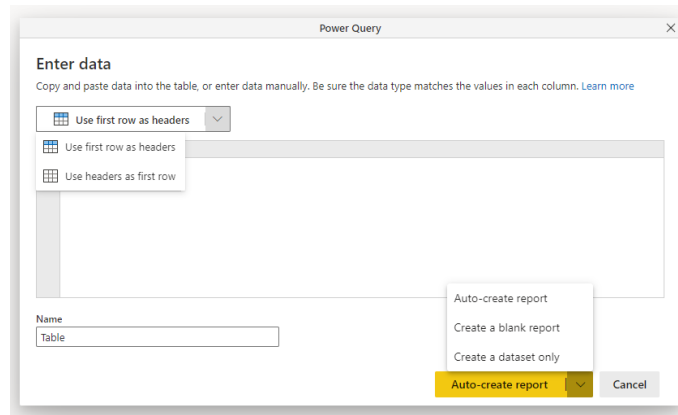 Power Query
Enter data
Copy and paste data into the table, or enter data manually. Be sure the data type matches the values in each column. Learn more
Use first row as headers
Use first row as headers
Use headers as first row
Auto-create report
Create a blank report
Create a dataset only
Name
Table
Auto-create report
Cancel